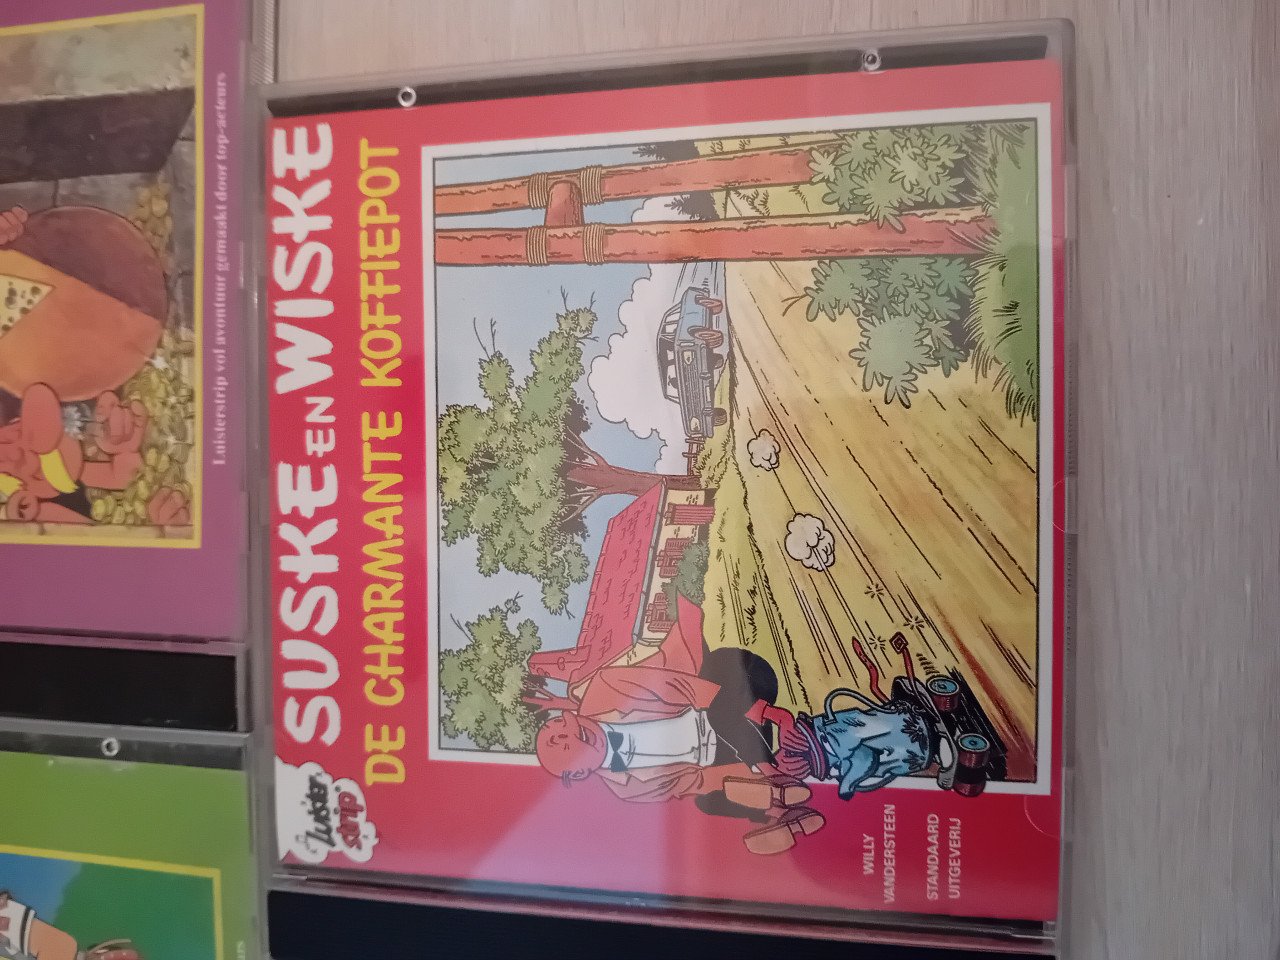 Luister
strip
SUSKE EN WISKE
DE CHARMANTE KOFFIEPOT
WILLY
VANDERSTEEN
STANDAARD
UITGEVERIJ
Luisterstrip vol avontuur gemaakt door top-acteurs